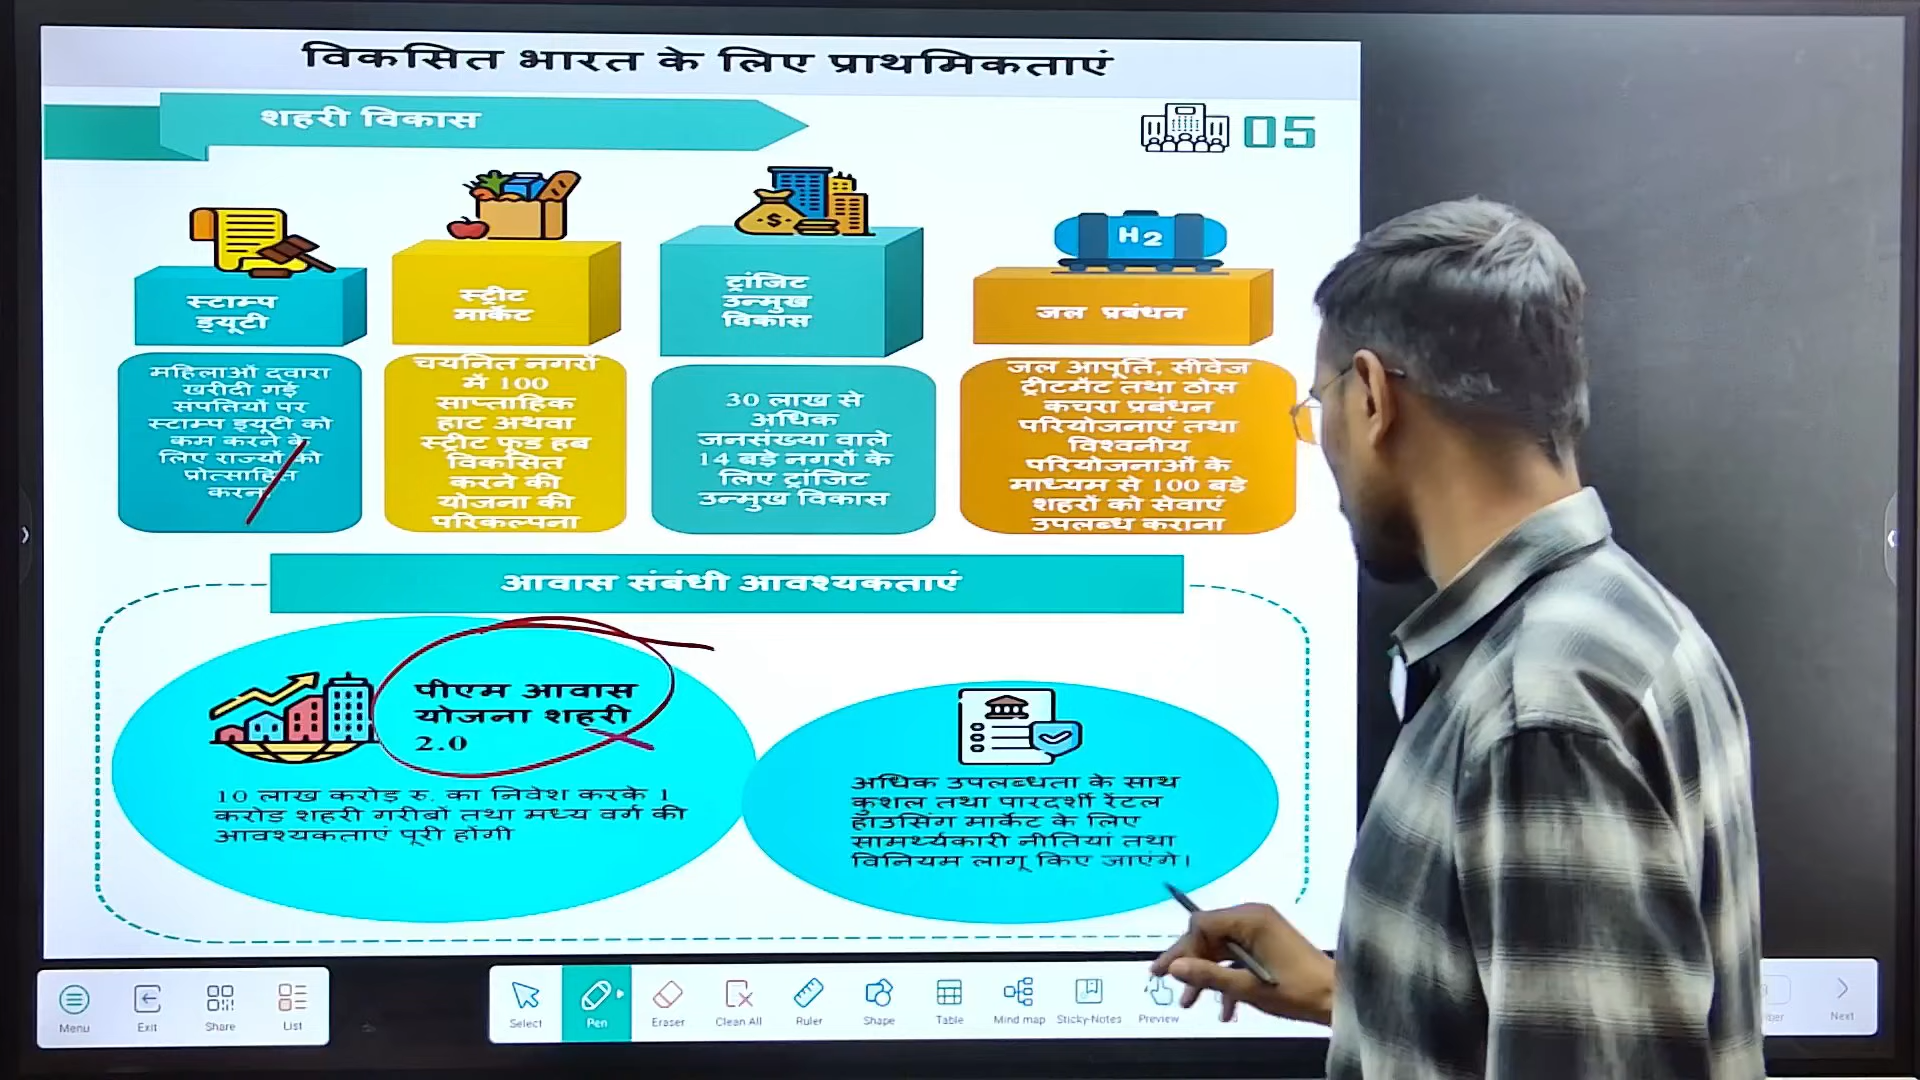 विकसित भारत के लिए प्राथमिकताएं
शहरी विकास
05
स्टाम्प
ड्यूटी
महिलाओं द्वारा
खरीदी गई
संपतियों पर
स्टाम्प ड्यूटी को
कम करने के
लिए राज्यों को
प्रोत्साहित
करना
स्ट्रीट
मार्केट
चयनित नगरों
में 100
साप्ताहिक
हाट अथवा
स्ट्रीट फूड हब
विकसित
करने की
योजना की
परिकल्पना
ट्रांजिट
उन्मुख
विकास
30 लाख से
अधिक
जनसंख्या वाले
14 बड़े नगरों के
लिए ट्रांजिट
उन्मुख विकास
H2
जल प्रबंधन
जल आपूर्ति, सीवेज
ट्रीटमेंट तथा ठोस
कचरा प्रबंधन
परियोजनाएं तथा
विश्वनीय
परियोजनाओं के
माध्यम से 100 बड़े
शहरों को सेवाएं
उपलब्ध कराना
आवास संबंधी आवश्यकताएं
पीएम आवास
योजना शहरी
2.0
10 लाख करोड़ रु. का निवेश करके 1
करोड़ शहरी गरीबों तथा मध्य वर्ग की
आवश्यकताएं पूरी होंगी
अधिक उपलब्धता के साथ
कुशल तथा पारदर्शी रेंटल
हाउसिंग मार्केट के लिए
सामर्थ्यकारी नीतियां तथा
विनियम लागू किए जाएंगे।
Menu
Exit
Share
List
Select
Pen
Eraser
Clean All
Ruler
Shape
Table
Mind map
Sticky-Notes
Preview
Next